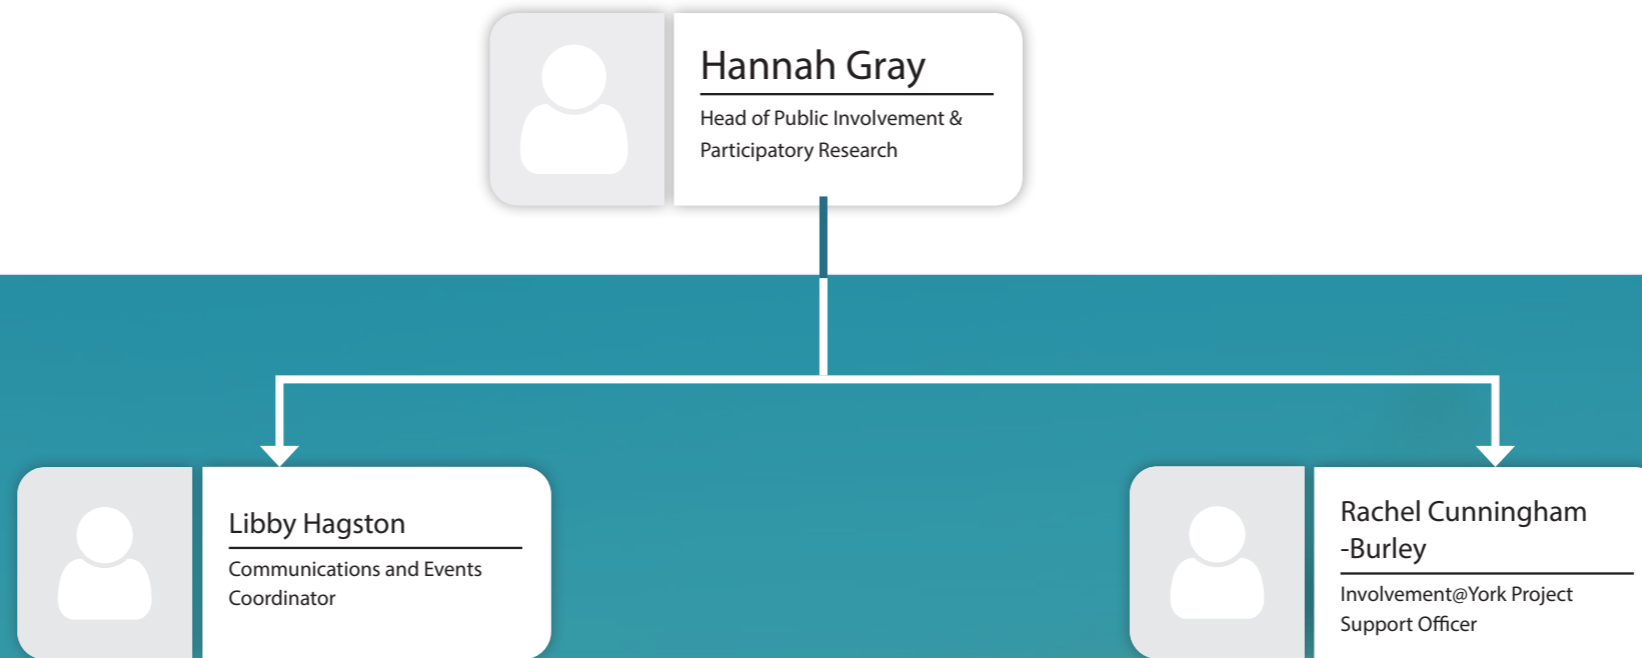 Hannah Gray
Head of Public Involvement &
Participatory Research
Libby Hagston
Communications and Events
Coordinator
Rachel Cunningham
-Burley
Involvement@York Project
Support Officer